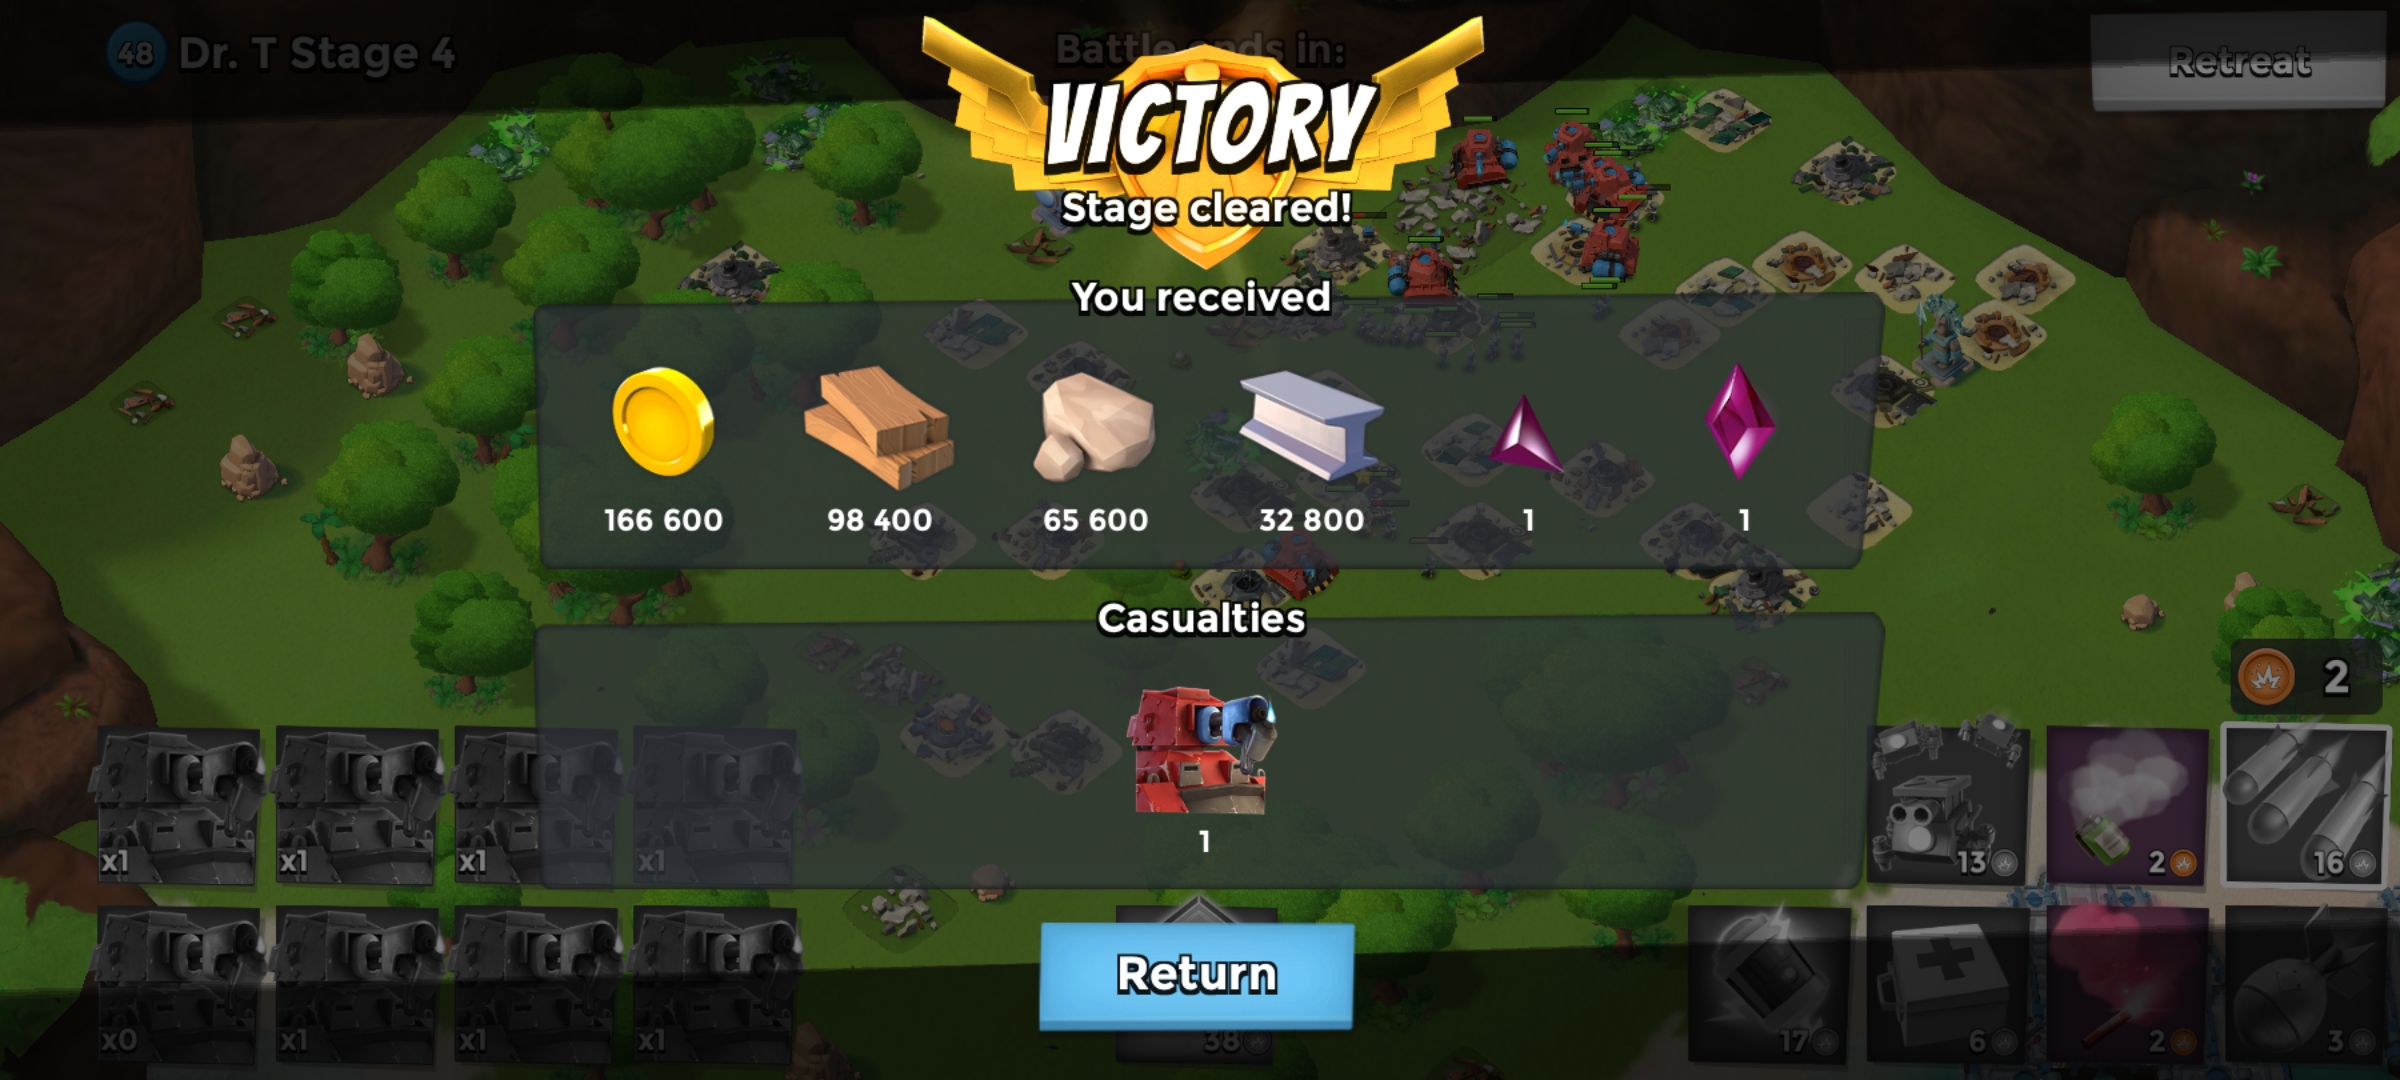 48 Dr. T Stage 4
Battle ends in:
Retreat
VICTORY
Stage cleared!
You received
166 600
98 400
65 600
32 800
1
1
Casualties
1
2
x1
x1
x1
x1
13
2
16
x0
x1
x1
x1
Return
38
17
6
2
3